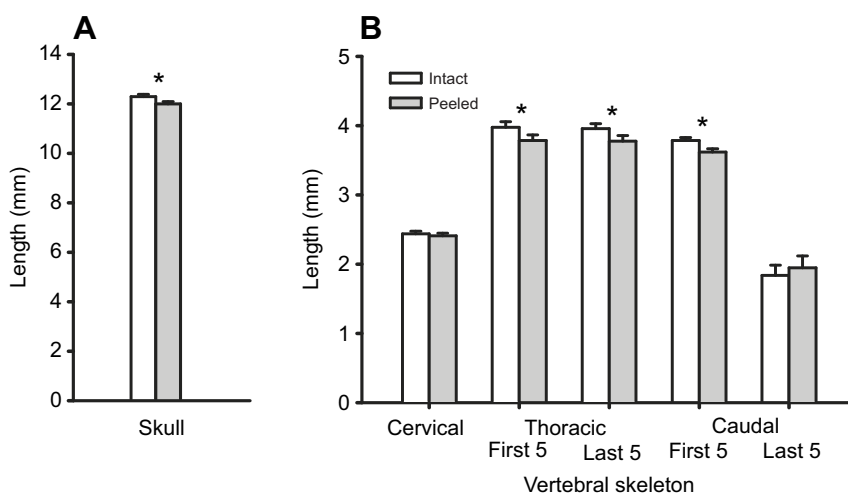 A
14
12
10
8
6
4
2
0
Length (mm)
*
Skull
B
5
4
3
2
1
0
Length (mm)
Intact
Peeled
* * *
Cervical Thoracic Caudal
First 5 Last 5 First 5 Last 5
Vertebral skeleton